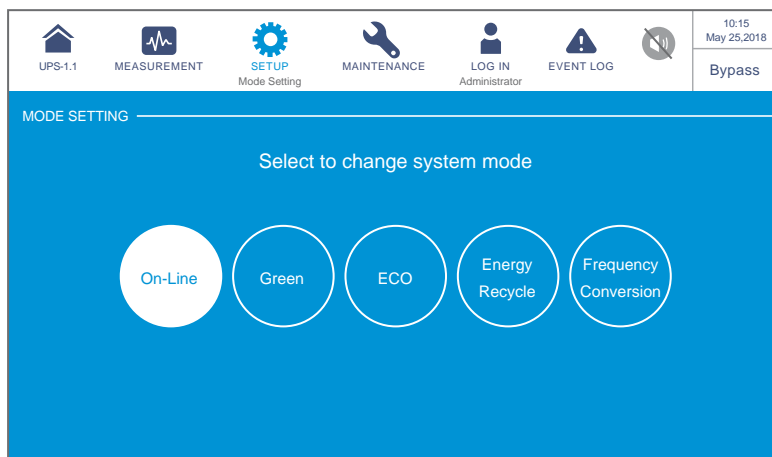 10:15
May 25,2018
UPS-1.1
MEASUREMENT
SETUP
Mode Setting
MAINTENANCE
LOG IN
Administrator
EVENT LOG
Bypass
MODE SETTING
Select to change system mode
On-Line
Green
ECO
Energy
Recycle
Frequency
Conversion